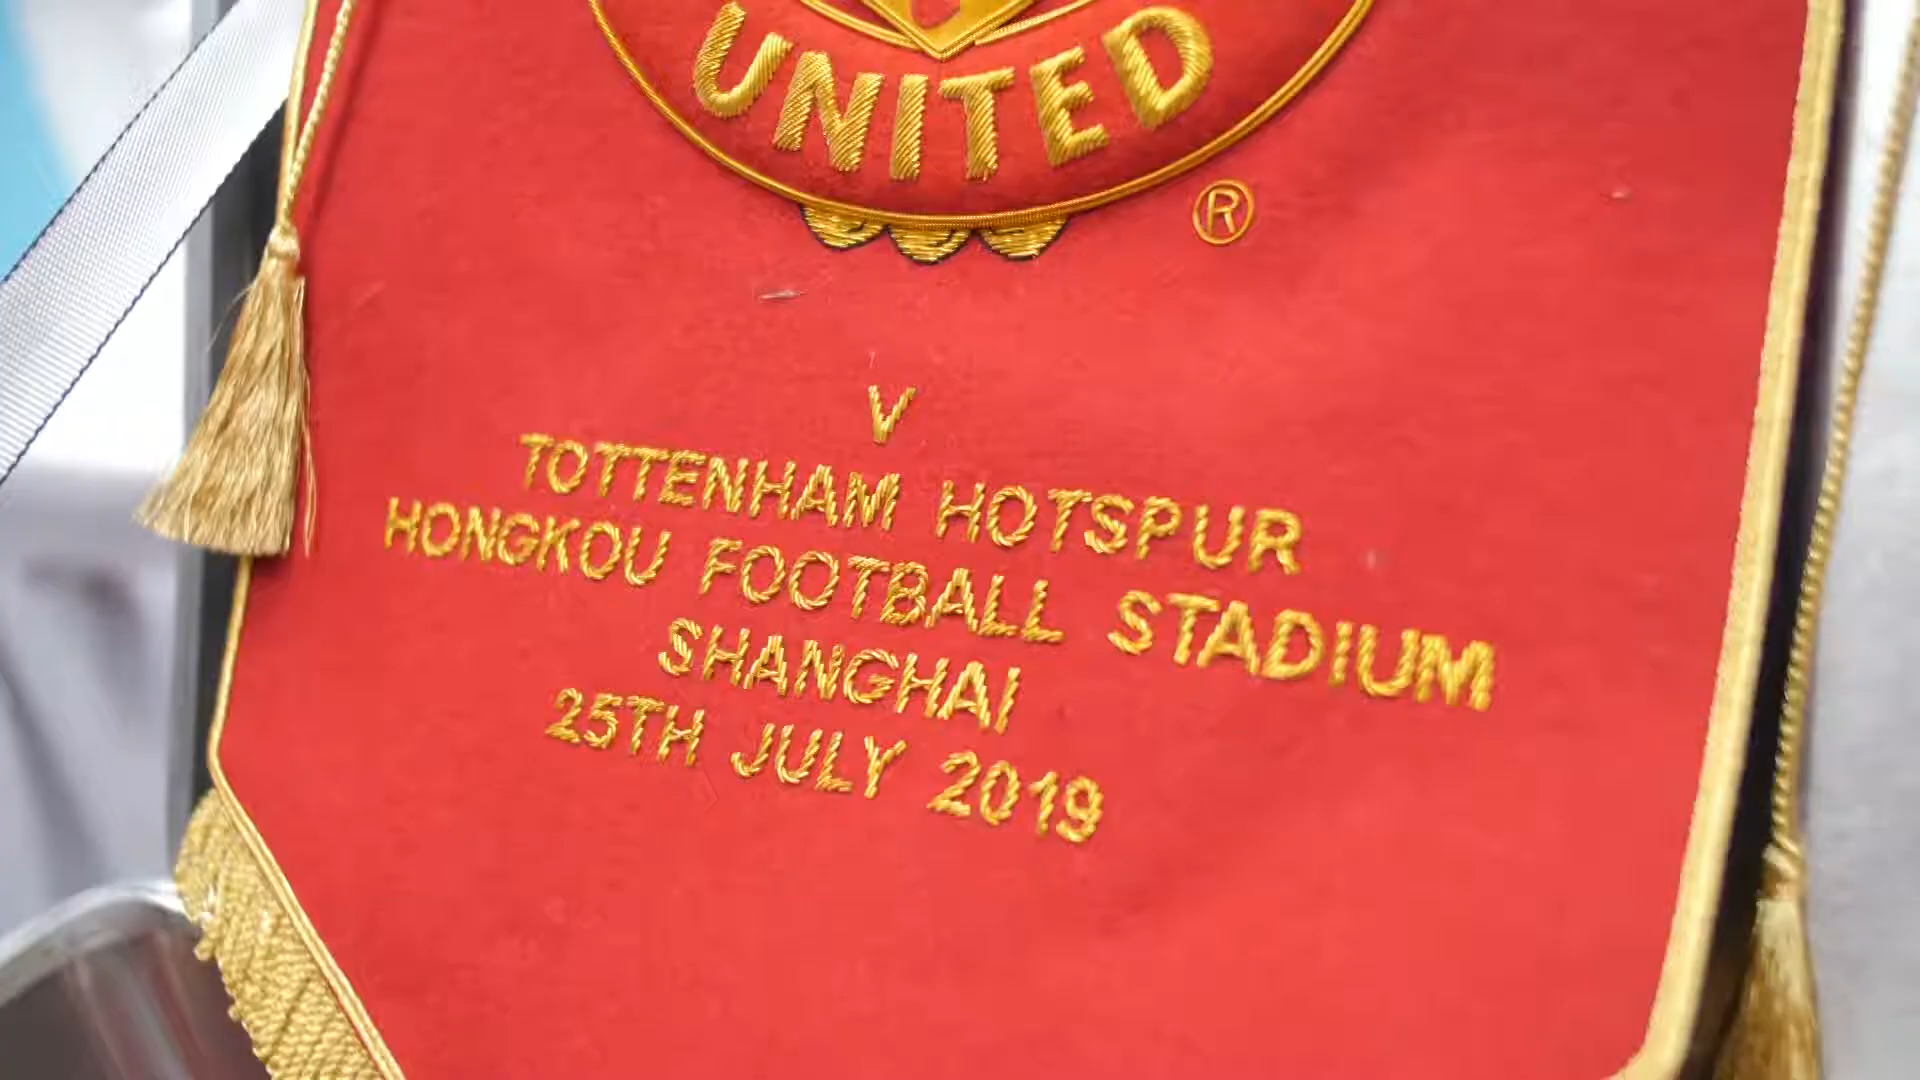 UNITED
®
V
TOTTENHAM HOTSPUR
HONGKOU FOOTBALL STADIUM
SHANGHAI
25TH JULY 2019